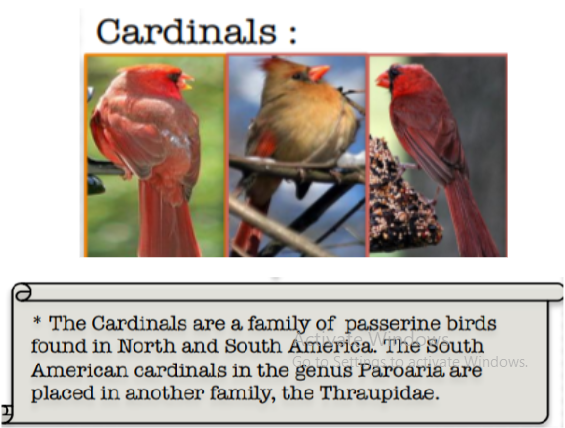 Cardinals :
* The Cardinals are a family of passerine birds
found in North and South America. The South
American cardinals in the genus Paroaria are
placed in another family, the Thraupidae.
Activate Windows
Go to Settings to activate Windows.